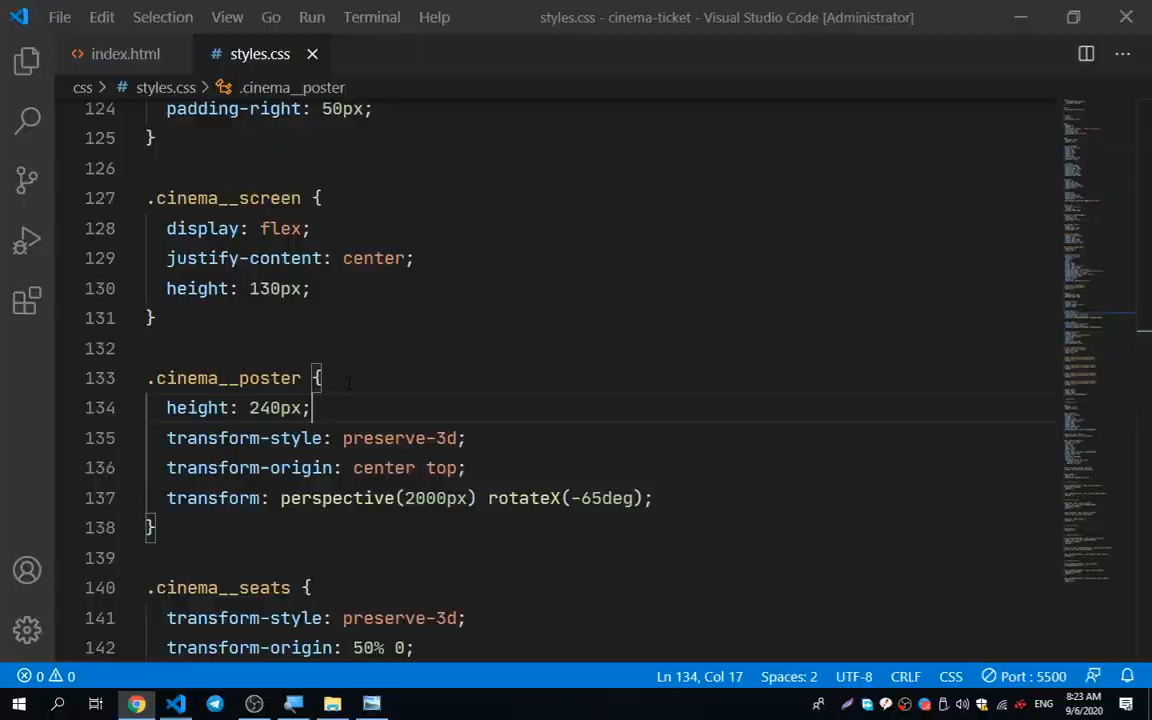 File Edit Selection View Go Run Terminal Help styles.css - cinema-ticket - Visual Studio Code [Administrator]
index.html # styles.css
css > # styles.css > .cinema__poster
124 padding-right: 50px;
125 }
126
127 .cinema__screen {
128 display: flex;
129 justify-content: center;
130 height: 130px;
131 }
132
133 .cinema__poster {
134 height: 240px;
135 transform-style: preserve-3d;
136 transform-origin: center top;
137 transform: perspective(2000px) rotateX(-65deg);
138 }
139
140 .cinema__seats {
141 transform-style: preserve-3d;
142 transform-origin: 50% 0;
0 0 Ln 134, Col 17 Spaces: 2 UTF-8 CRLF CSS Port : 5500
ENG 8:23 AM
9/6/2020